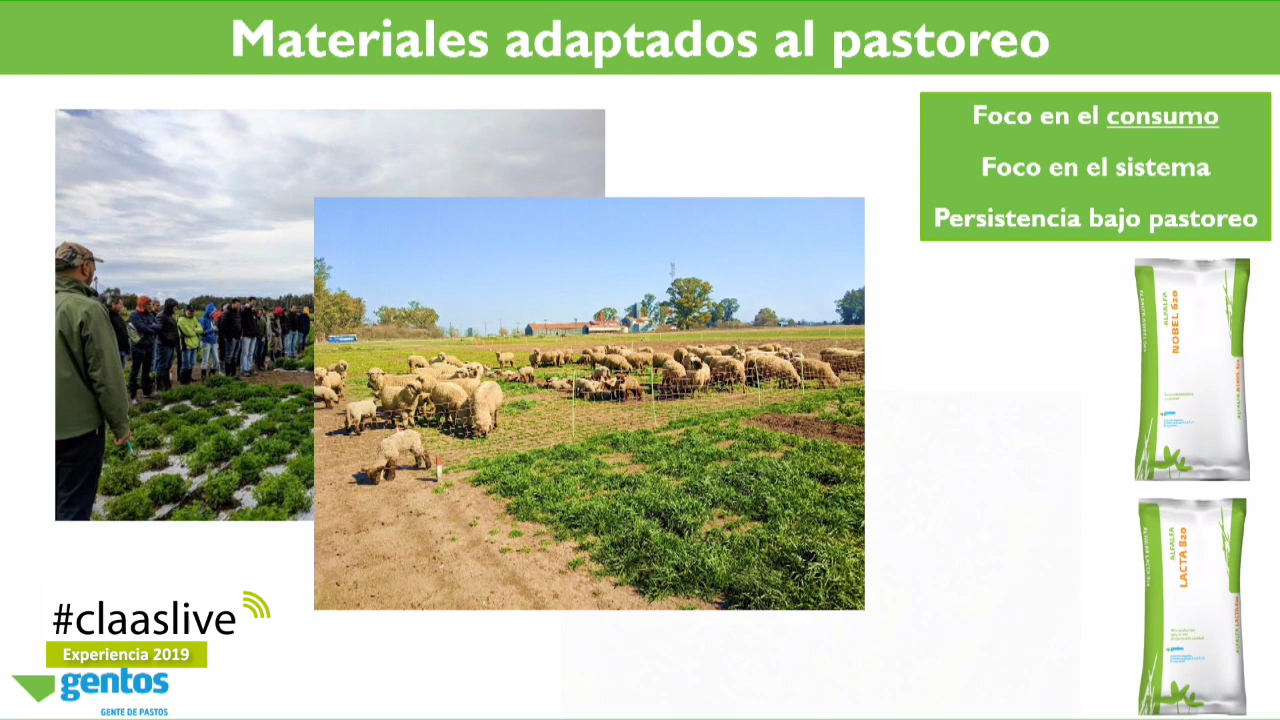 Materiales adaptados al pastoreo
Foco en el consumo
Foco en el sistema
Persistencia bajo pastoreo
ALFALFA
NOBEL 620
ALFALFA
LACTA 820
#claaslive
Experiencia 2019
gentos
GENTE DE PASTOS